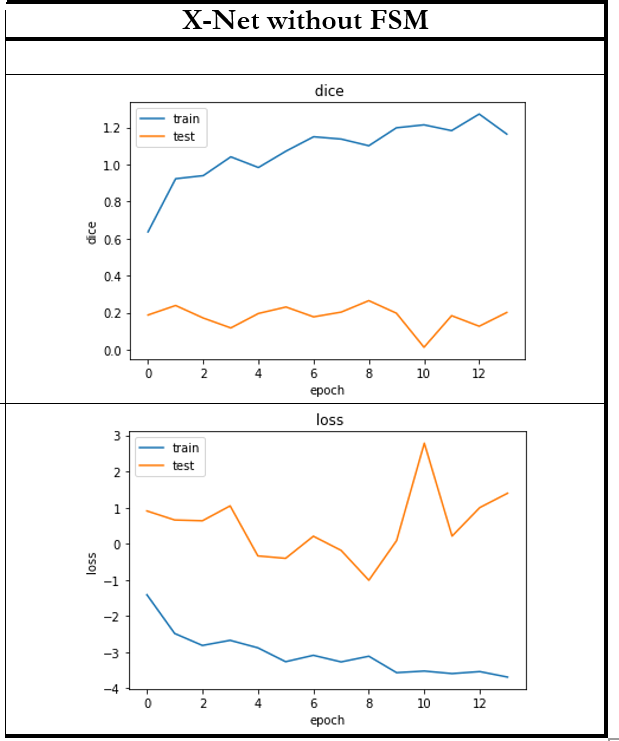 X-Net without FSM
dice
train
test
1.2
1.0
0.8
0.6
0.4
0.2
0.0
dice
0 2 4 6 8 10 12
epoch
loss
train
test
3
2
1
0
−1
−2
−3
−4
loss
0 2 4 6 8 10 12
epoch